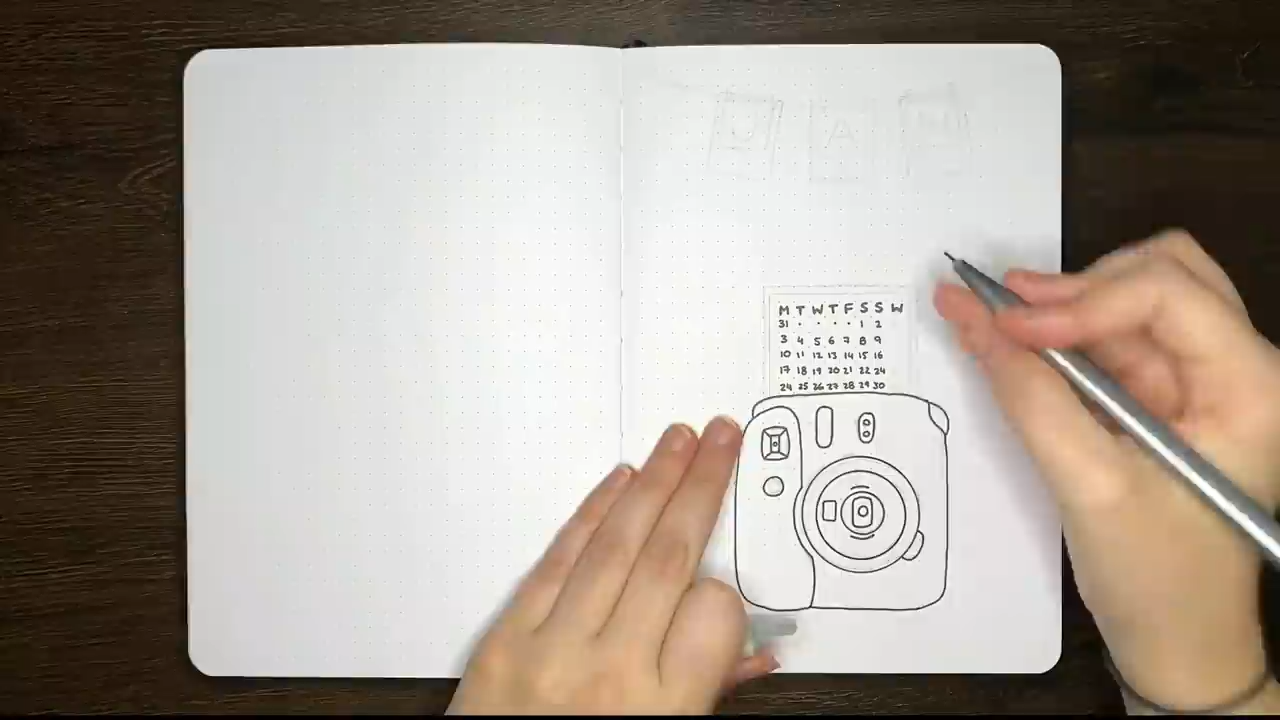 J A N
M T W T F S S W
31 · · · · 1 2
3 4 5 6 7 8 9
10 11 12 13 14 15 16
17 18 19 20 21 22 24
24 25 26 27 28 29 30